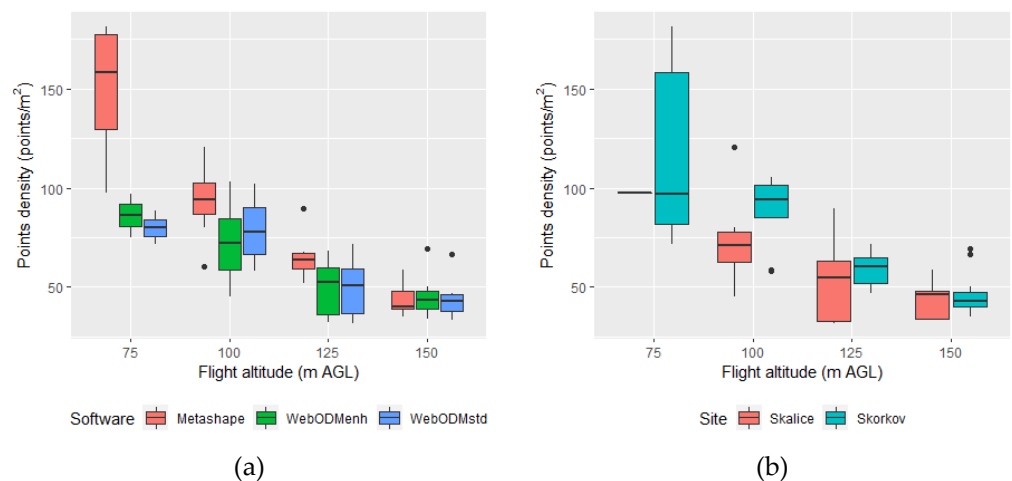 Points density (points/m²)
150
100
50
75 100 125 150
Flight altitude (m AGL)
Software Metashape WebODMenh WebODMstd
(a)
Points density (points/m²)
150
100
50
75 100 125 150
Flight altitude (m AGL)
Site Skalice Skorkov
(b)